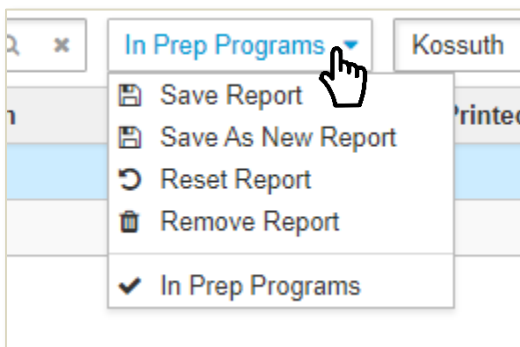 In Prep Programs
Kossuth
Save Report
Save As New Report
Reset Report
Remove Report
In Prep Programs